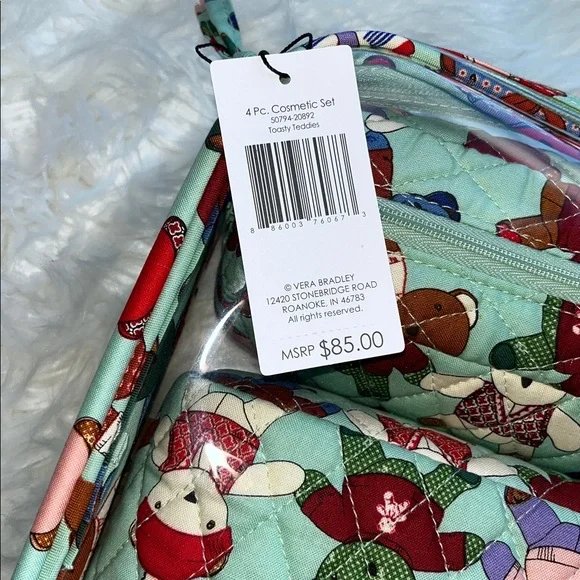 4 Pc. Cosmetic Set
50794-20892
Toasty Teddies
8 86003 76067 3
© VERA BRADLEY
12420 STONEBRIDGE ROAD
ROANOKE, IN 46783
All rights reserved.
MSRP $85.00